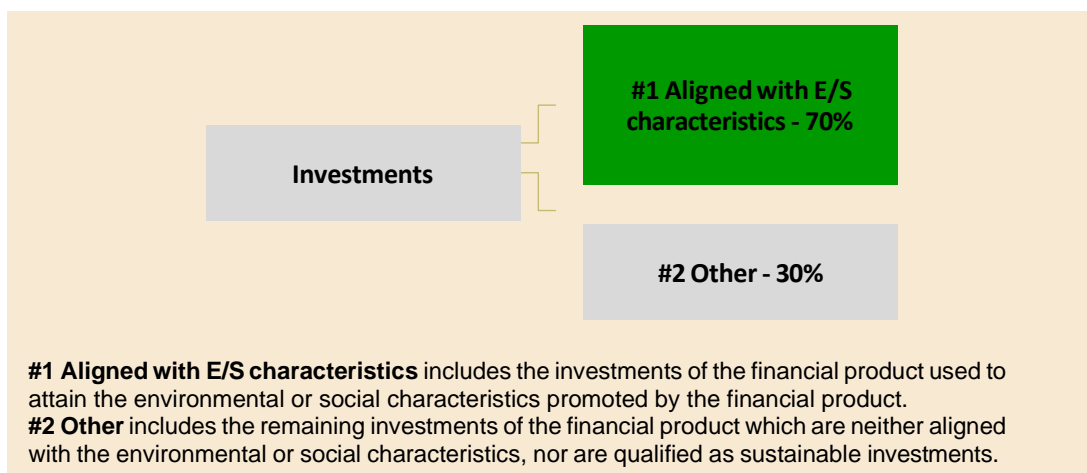 #1 Aligned with E/S
characteristics - 70%
Investments
#2 Other - 30%
#1 Aligned with E/S characteristics includes the investments of the financial product used to
attain the environmental or social characteristics promoted by the financial product.
#2 Other includes the remaining investments of the financial product which are neither aligned
with the environmental or social characteristics, nor are qualified as sustainable investments.